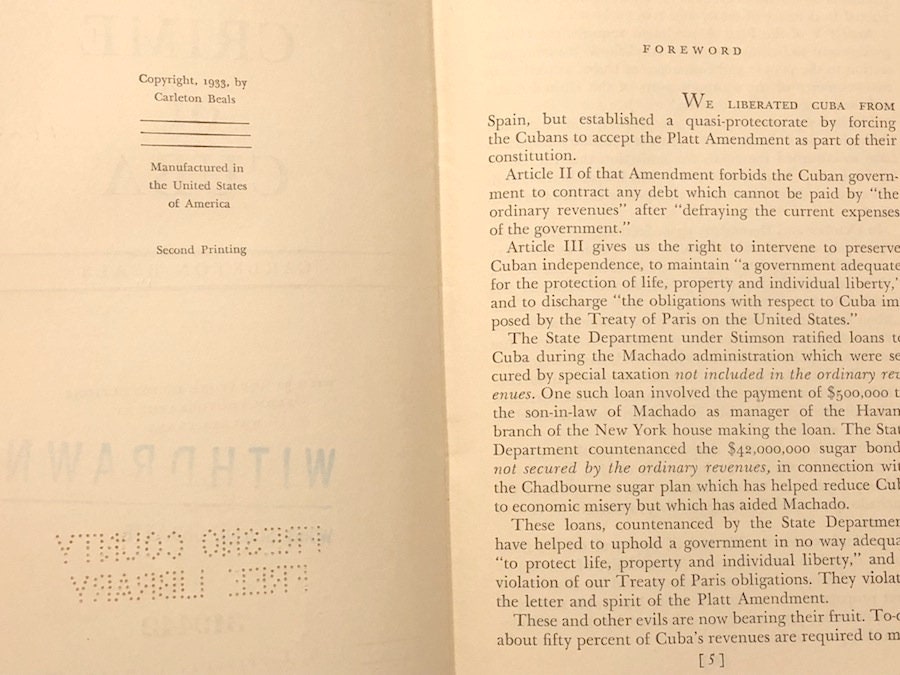 CRIME
Copyright, 1933, by
Carleton Beals
Manufactured in
the United States
of America
Second Printing
WITHDRAWN
FRESNO COUNTY
FREE LIBRARY
FOREWORD
WE LIBERATED CUBA FROM
Spain, but established a quasi-protectorate by forcing
the Cubans to accept the Platt Amendment as part of their
constitution.
Article II of that Amendment forbids the Cuban govern-
ment to contract any debt which cannot be paid by “the
ordinary revenues” after “defraying the current expenses
of the government.”
Article III gives us the right to intervene to preserve
Cuban independence, to maintain “a government adequate
for the protection of life, property and individual liberty,”
and to discharge “the obligations with respect to Cuba im
posed by the Treaty of Paris on the United States.”
The State Department under Stimson ratified loans t
Cuba during the Machado administration which were se
cured by special taxation not included in the ordinary rev
enues. One such loan involved the payment of $500,000 t
the son-in-law of Machado as manager of the Havan
branch of the New York house making the loan. The Stat
Department countenanced the $42,000,000 sugar bond
not secured by the ordinary revenues, in connection wit
the Chadbourne sugar plan which has helped reduce Cub
to economic misery but which has aided Machado.
These loans, countenanced by the State Departmen
have helped to uphold a government in no way adequa
“to protect life, property and individual liberty,” and
violation of our Treaty of Paris obligations. They violat
the letter and spirit of the Platt Amendment.
These and other evils are now bearing their fruit. To-d
about fifty percent of Cuba's revenues are required to m
[5]